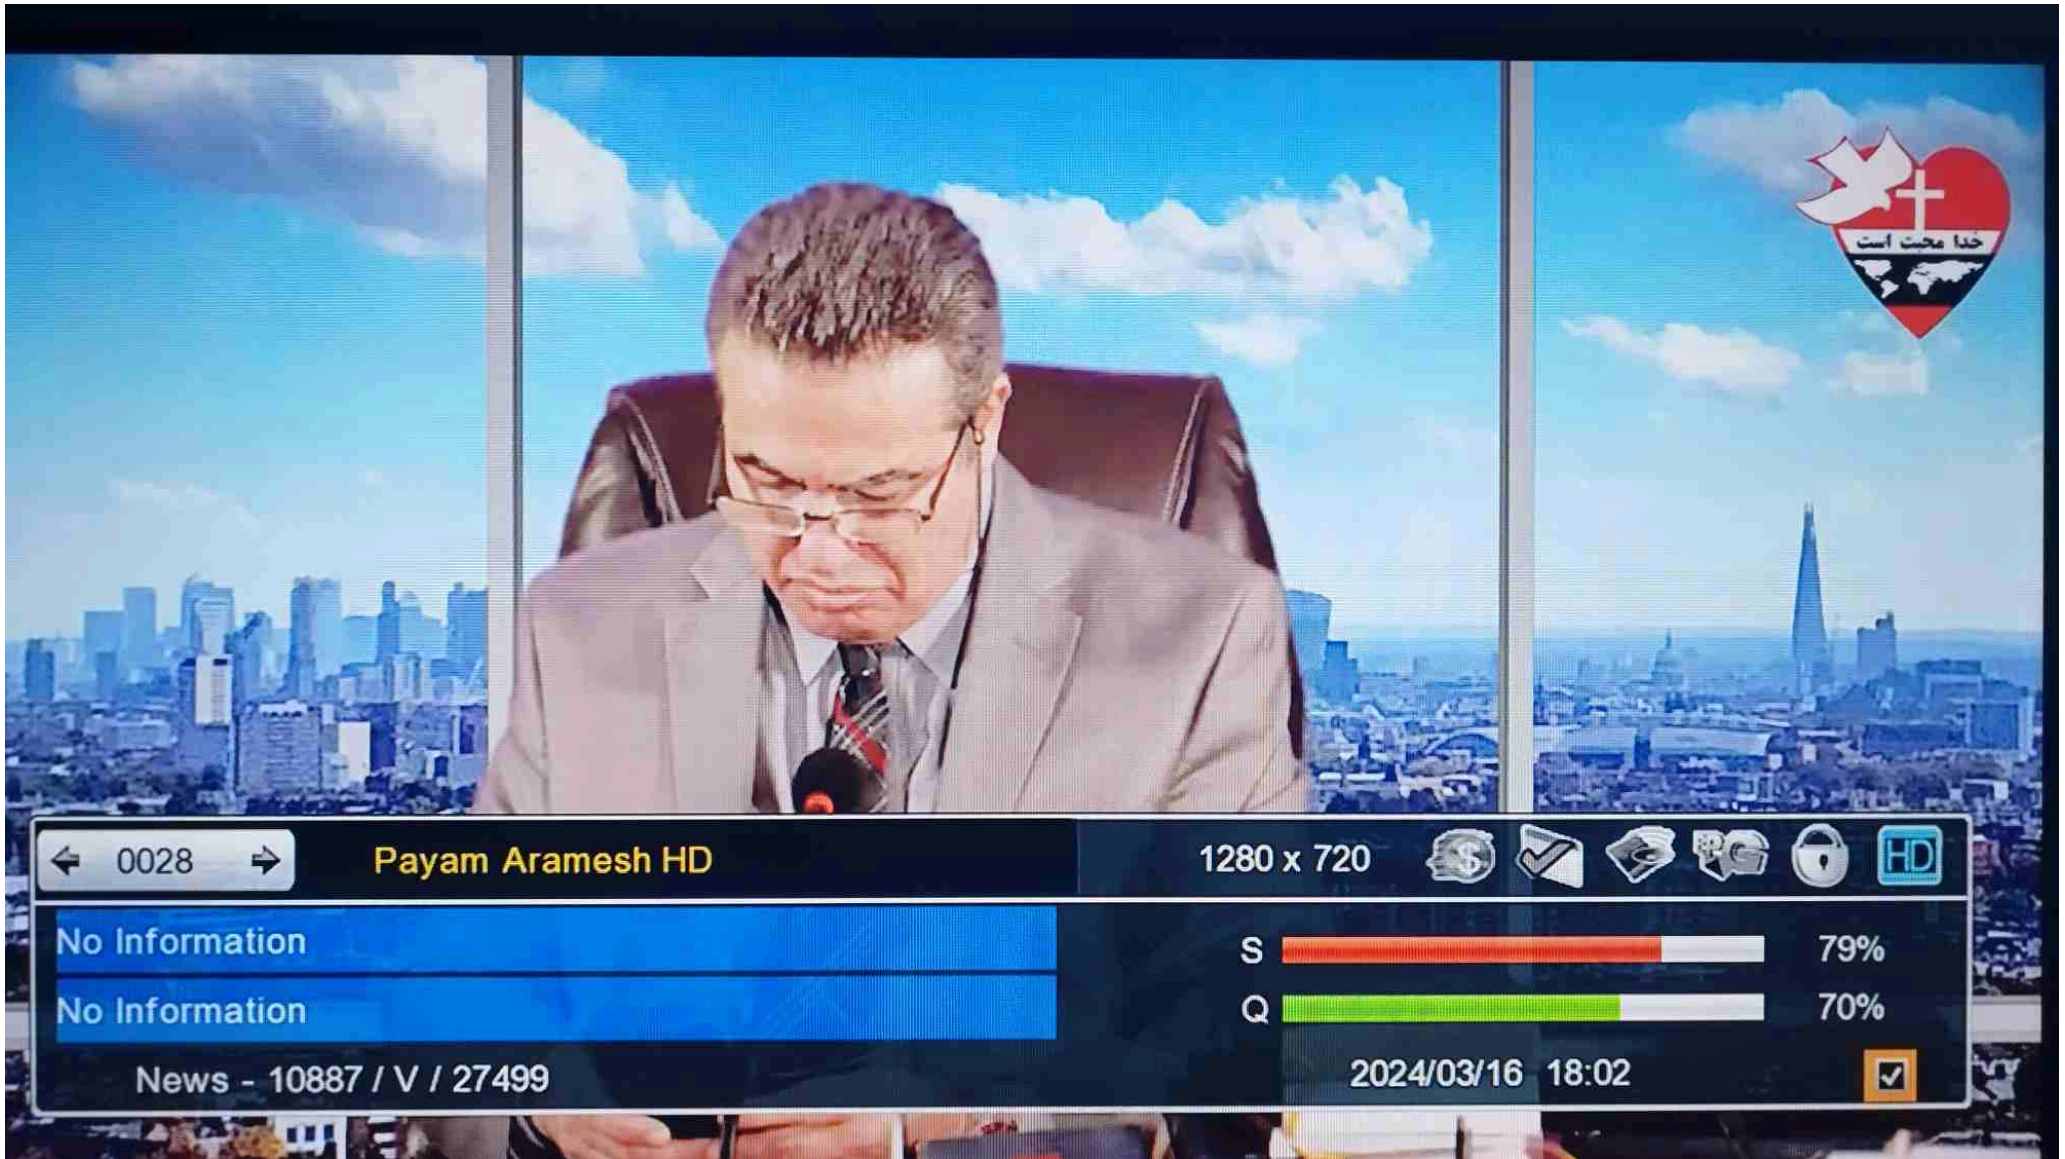 خدا محبت است
0028
Payam Aramesh HD
1280 x 720
$
HD
No Information
S
79%
No Information
Q
70%
News - 10887 / V / 27499
2024/03/16 18:02